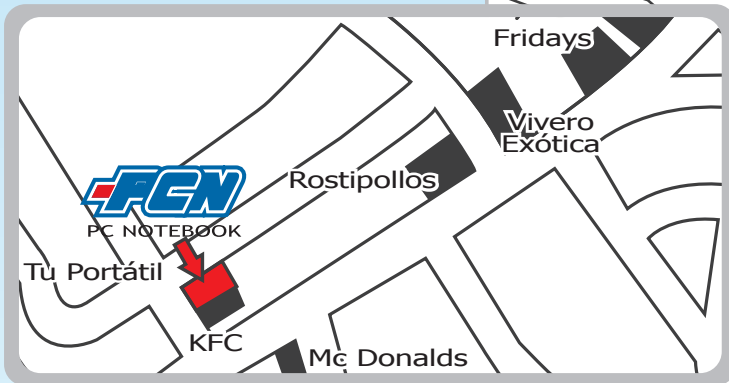 Fridays
Vivero
Exótica
Rostipollos
PCN
PC NOTEBOOK
Tu Portátil
KFC
Mc Donalds